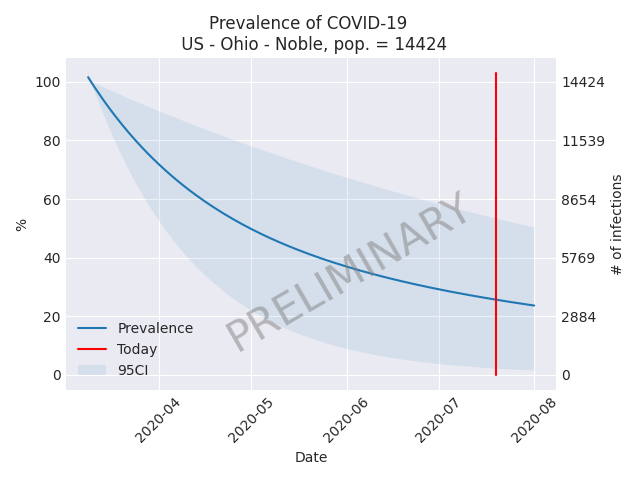 Prevalence of COVID-19
US - Ohio - Noble, pop. = 14424
100
80
60
40
20
0
%
14424
11539
8654
5769
2884
0
# of infections
PRELIMINARY
Prevalence
Today
95CI
2020-04
2020-05
2020-06
2020-07
2020-08
Date